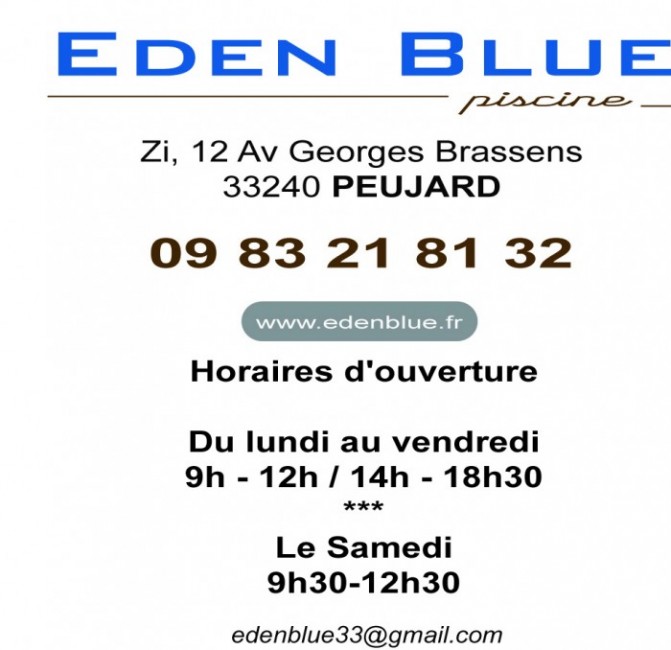 EDEN BLUE
piscine
Zi, 12 Av Georges Brassens
33240 PEUJARD
09 83 21 81 32
www.edenblue.fr
Horaires d'ouverture
Du lundi au vendredi
9h - 12h / 14h - 18h30
***
Le Samedi
9h30-12h30
edenblue33@gmail.com